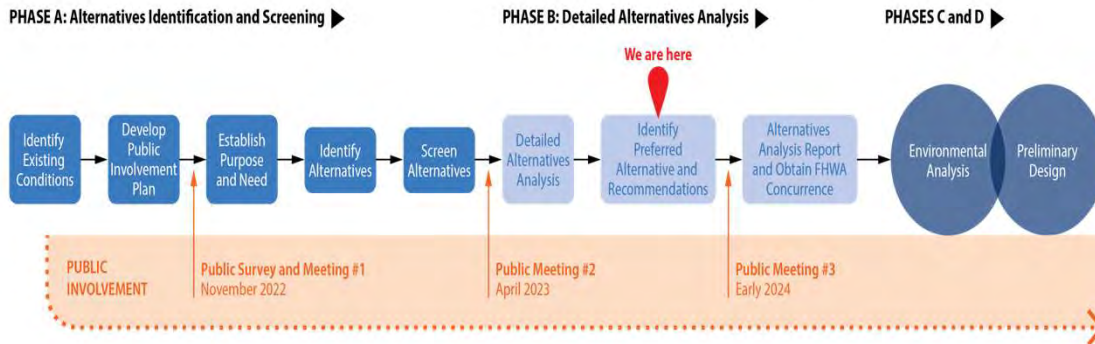 PHASE A: Alternatives Identification and Screening
PHASE B: Detailed Alternatives Analysis
PHASES C and D
We are here
Identify
Existing
Conditions
Develop
Public
Involvement
Plan
Establish
Purpose
and Need
Identify
Alternatives
Screen
Alternatives
Detailed
Alternatives
Analysis
Identify
Preferred
Alternative and
Recommendations
Alternatives
Analysis Report
and Obtain FHWA
Concurrence
Environmental
Analysis
Preliminary
Design
PUBLIC
INVOLVEMENT
Public Survey and Meeting #1
November 2022
Public Meeting #2
April 2023
Public Meeting #3
Early 2024